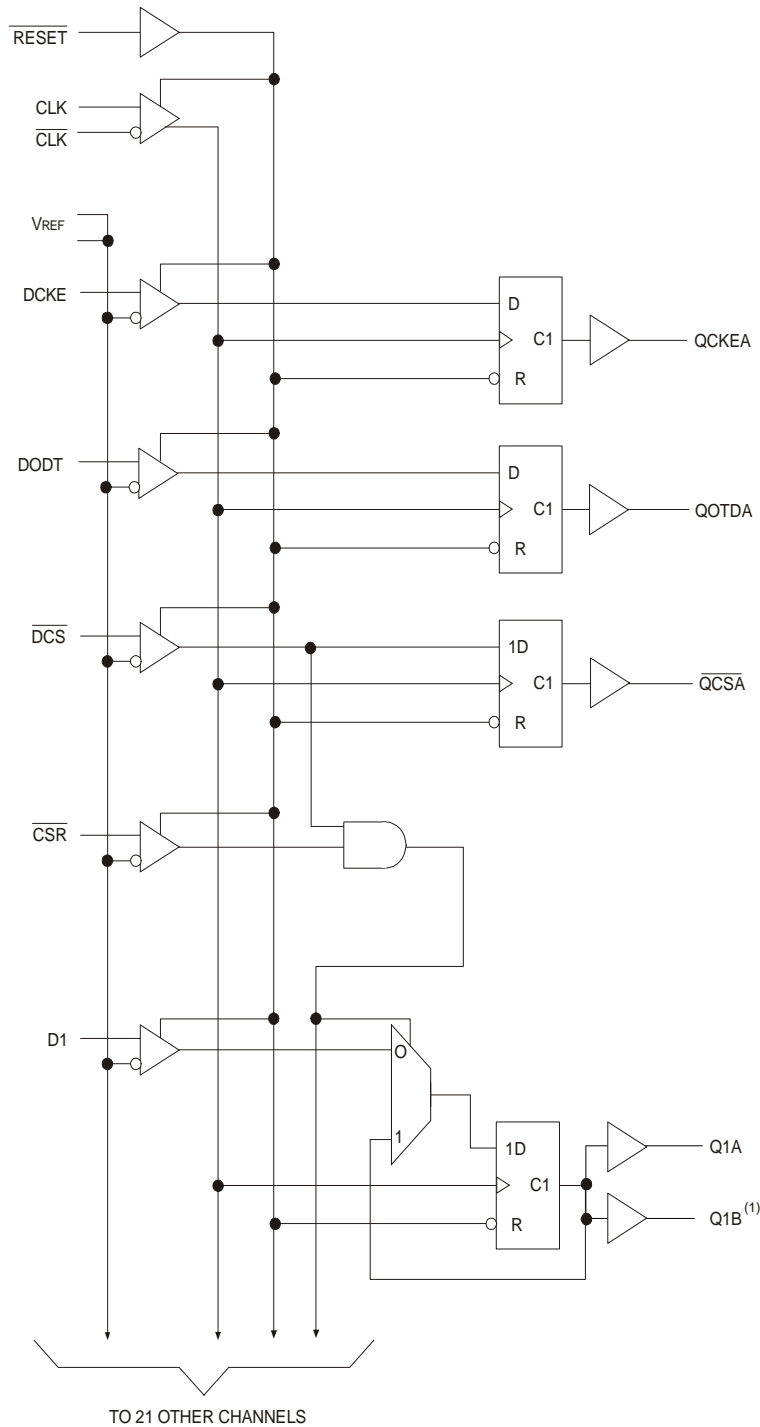 RESET
CLK
CLK
VREF
DCKE
D
C1
R
QCKEA
DODT
D
C1
R
QOTDA
DCS
1D
C1
R
QCSA
CSR
D1
O
1
1D
C1
R
Q1A
Q1B(1)
TO 21 OTHER CHANNELS